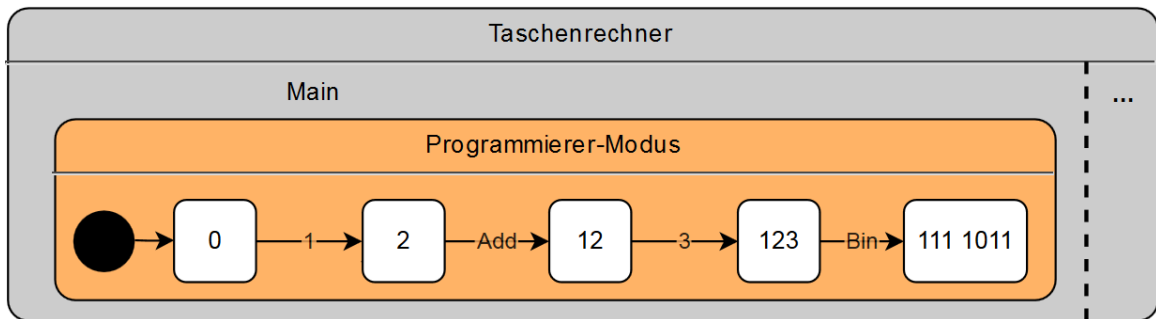 Taschenrechner
Main
...
Programmierer-Modus
0 1 2 Add 12 3 123 Bin 111 1011